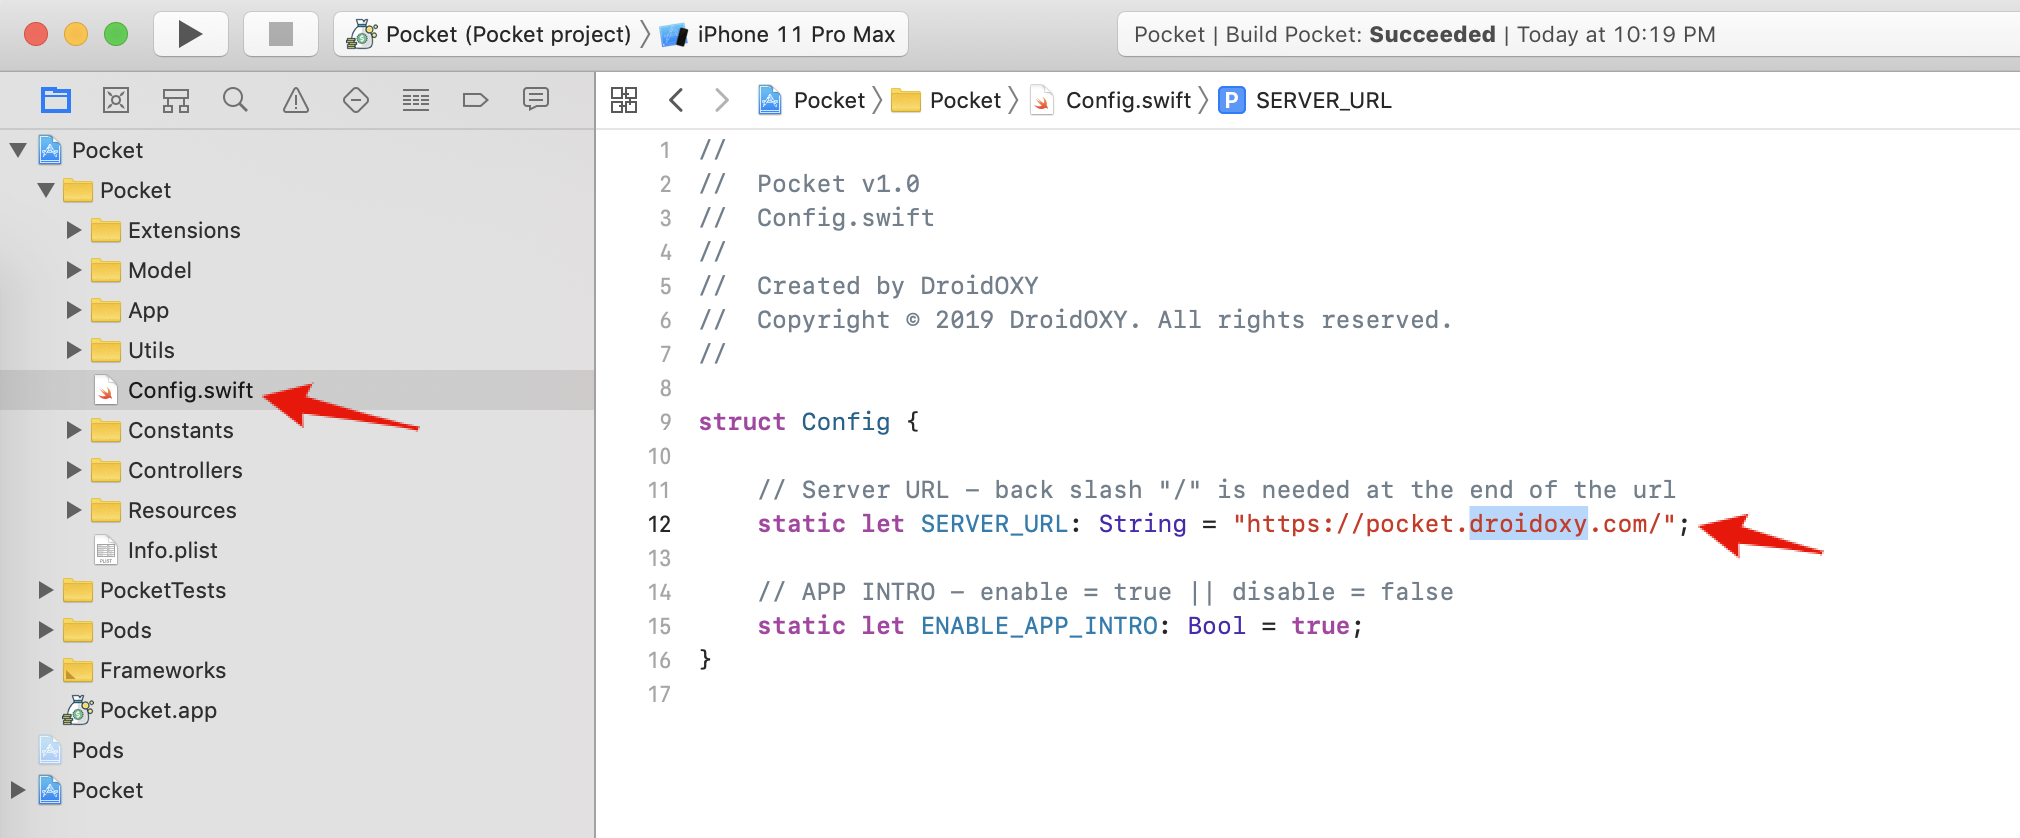 Pocket (Pocket project) iPhone 11 Pro Max
Pocket | Build Pocket: Succeeded | Today at 10:19 PM
Pocket
Pocket
Extensions
Model
App
Utils
Config.swift
Constants
Controllers
Resources
Info.plist
PocketTests
Pods
Frameworks
Pocket.app
Pods
Pocket
Pocket Pocket Config.swift P SERVER_URL
1 //
2 // Pocket v1.0
3 // Config.swift
4 //
5 // Created by DroidOXY
6 // Copyright © 2019 DroidOXY. All rights reserved.
7 //
8
9 struct Config {
10
11 // Server URL – back slash "/" is needed at the end of the url
12 static let SERVER_URL: String = "https://pocket.droidoxy.com/";
13
14 // APP INTRO – enable = true || disable = false
15 static let ENABLE_APP_INTRO: Bool = true;
16 }
17